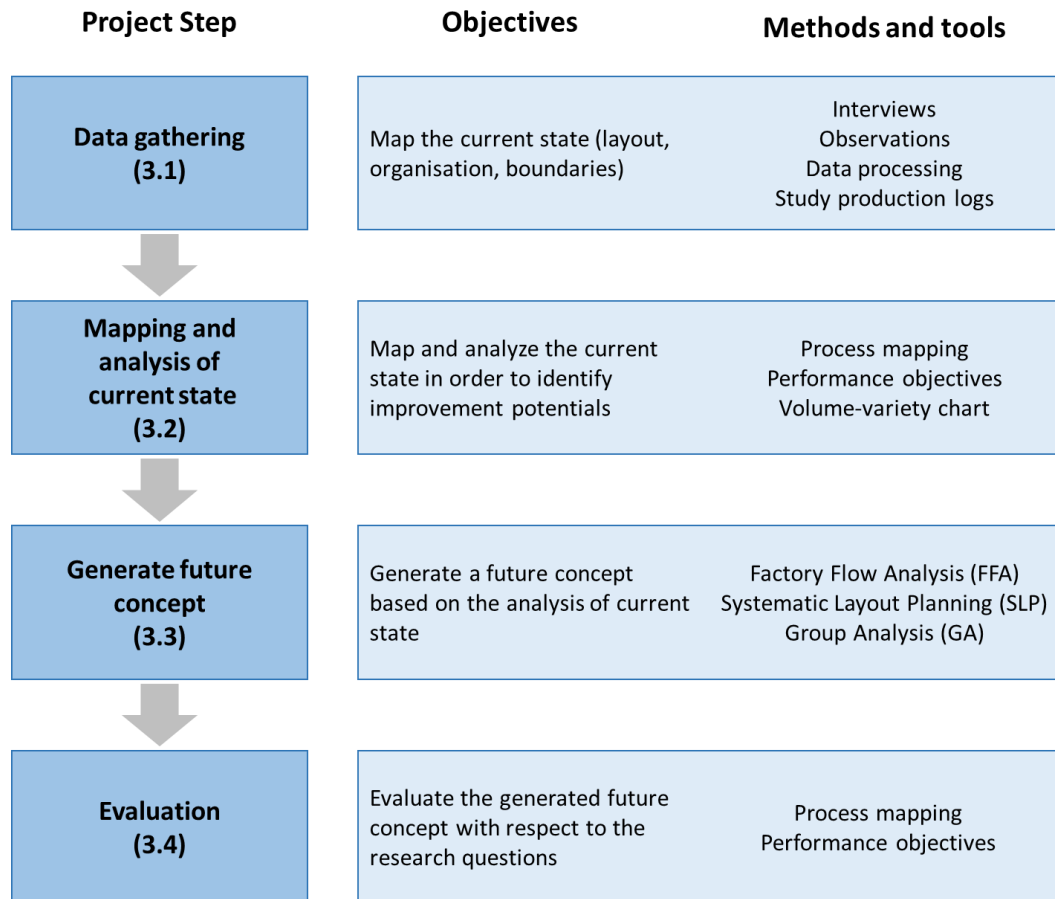 Project Step
Objectives
Methods and tools
Data gathering
(3.1)
Map the current state (layout,
organisation, boundaries)
Interviews
Observations
Data processing
Study production logs
Mapping and
analysis of
current state
(3.2)
Map and analyze the current
state in order to identify
improvement potentials
Process mapping
Performance objectives
Volume-variety chart
Generate future
concept
(3.3)
Generate a future concept
based on the analysis of current
state
Factory Flow Analysis (FFA)
Systematic Layout Planning (SLP)
Group Analysis (GA)
Evaluation
(3.4)
Evaluate the generated future
concept with respect to the
research questions
Process mapping
Performance objectives